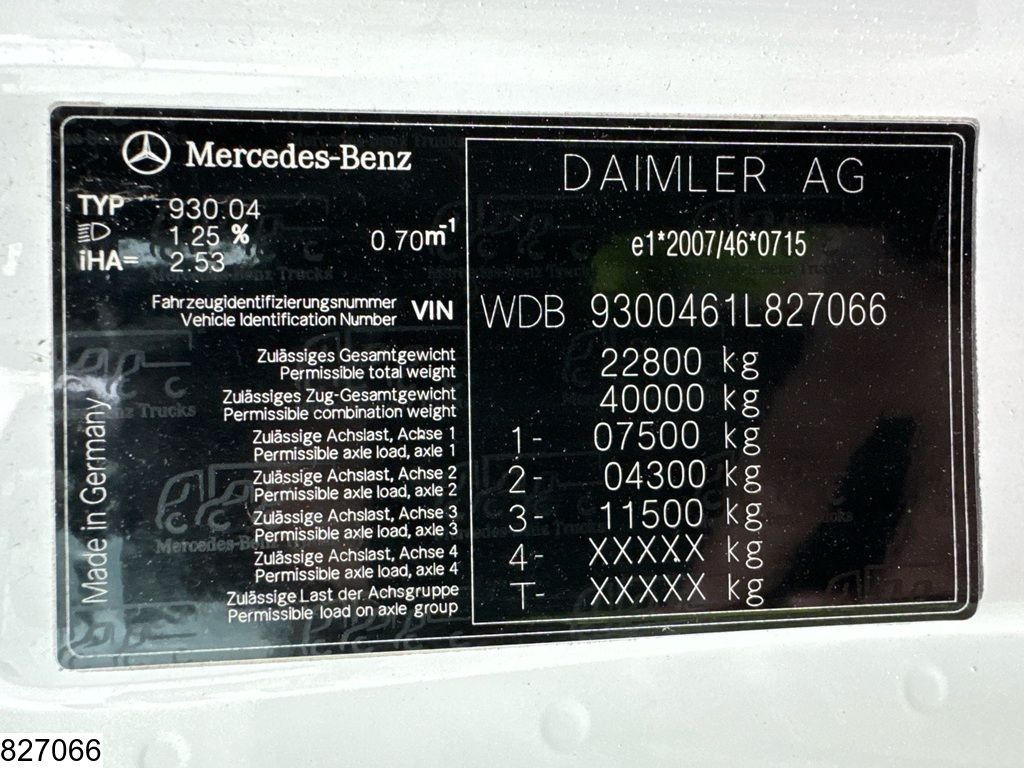 Mercedes-Benz
TYP 930.04
1.25 % 0.70m⁻¹
iHA= 2.53
DAIMLER AG
e1*2007/46*0715
Fahrzeugidentifizierungsnummer
Vehicle Identification Number VIN WDB 9300461L827066
Zulässiges Gesamtgewicht
Permissible total weight 22800 kg
Zulässiges Zug-Gesamtgewicht
Permissible combination weight 40000 kg
Zulässige Achslast, Achse 1
Permissible axle load, axle 1 1- 07500 kg
Zulässige Achslast, Achse 2
Permissible axle load, axle 2 2- 04300 kg
Zulässige Achslast, Achse 3
Permissible axle load, axle 3 3- 11500 kg
Zulässige Achslast, Achse 4
Permissible axle load, axle 4 4- XXXXX kg
Zulässige Last der Achsgruppe
Permissible load on axle group T- XXXXX kg
Made in Germany
827066